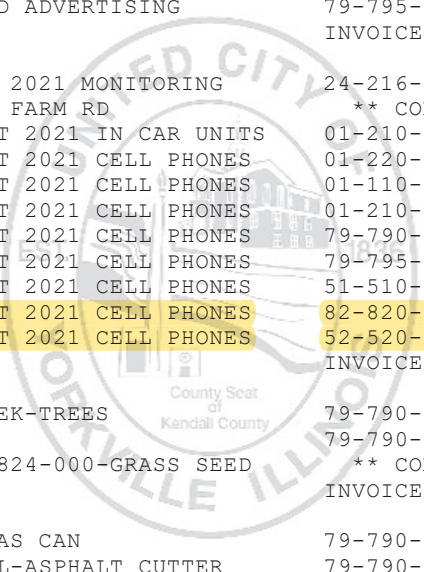 D ADVERTISING 79-795-
INVOICE
2021 MONITORING 24-216-
FARM RD ** CO
T 2021 IN CAR UNITS 01-210-
T 2021 CELL PHONES 01-220-
T 2021 CELL PHONES 01-110-
T 2021 CELL PHONES 01-210-
T 2021 CELL PHONES 79-790-
T 2021 CELL PHONES 79-795-
T 2021 CELL PHONES 51-510-
T 2021 CELL PHONES 82-820-
T 2021 CELL PHONES 52-520-
INVOICE
EK-TREES 79-790-
79-790-
824-000-GRASS SEED ** CO
INVOICE
AS CAN 79-790-
L-ASPHALT CUTTER 79-790-
UNITED CITY OF
EST. 1836
County Seat
of
Kendall County
YORKVILLE ILLINOIS